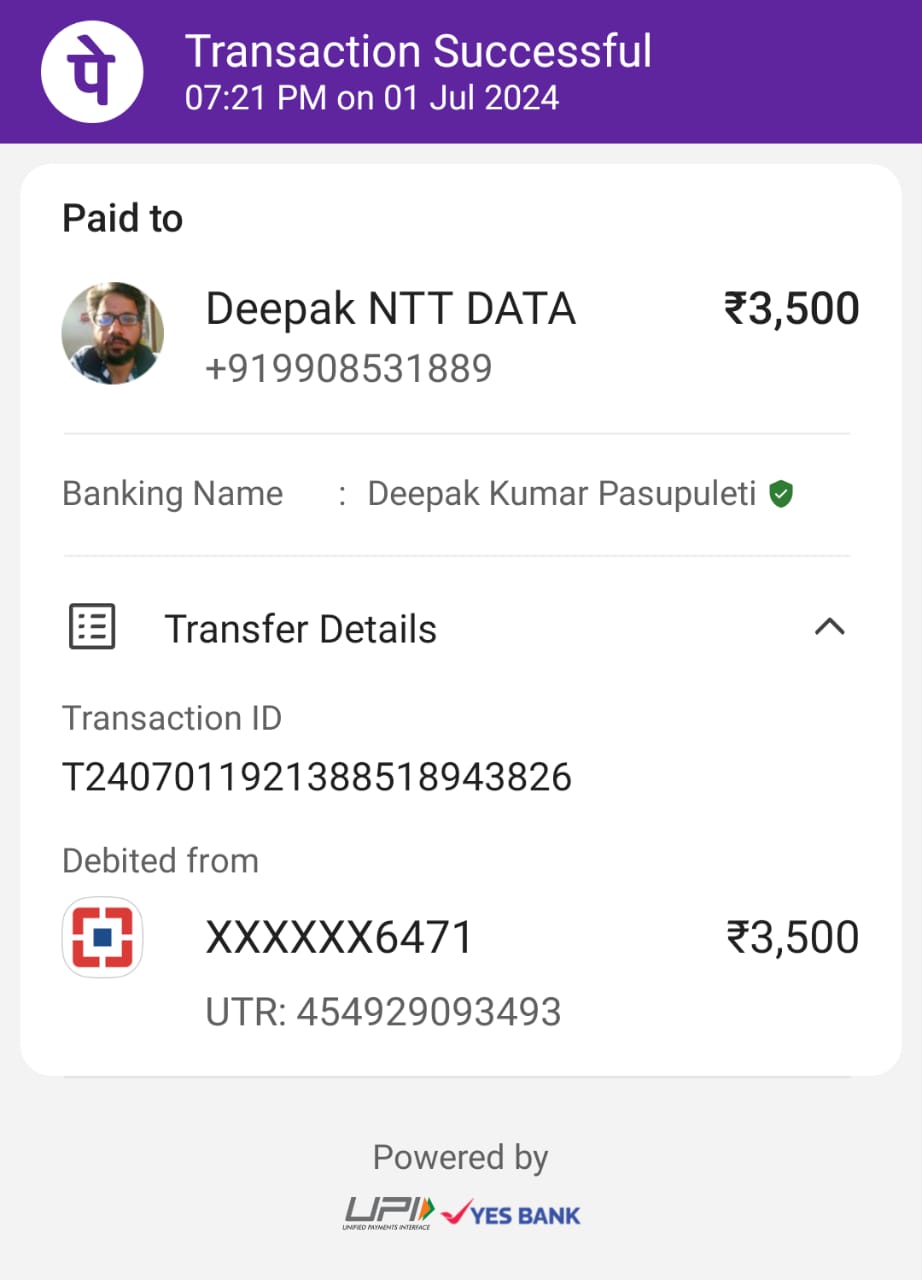 पे
Transaction Successful
07:21 PM on 01 Jul 2024
Paid to
Deepak NTT DATA ₹3,500
+919908531889
Banking Name : Deepak Kumar Pasupuleti
Transfer Details
Transaction ID
T2407011921388518943826
Debited from
XXXXXX6471 ₹3,500
UTR: 454929093493
Powered by
UPI YES BANK
UNIFIED PAYMENTS INTERFACE